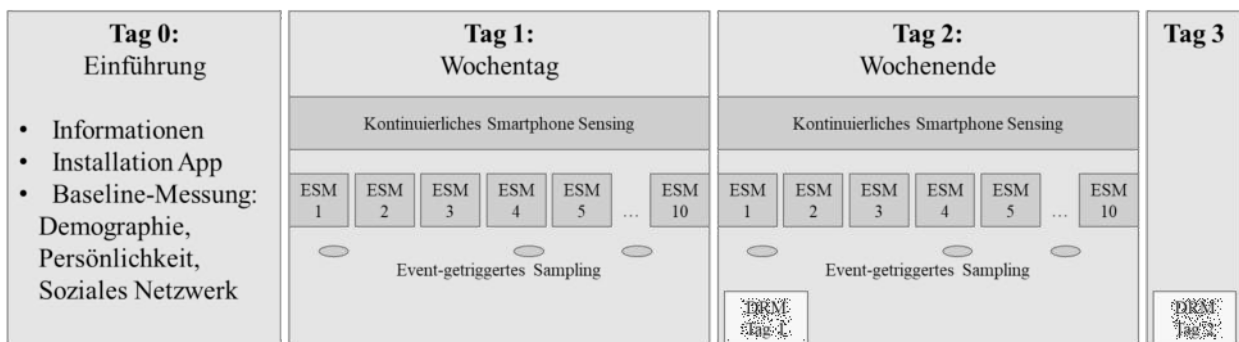 Tag 0:
Einführung
• Informationen
• Installation App
• Baseline-Messung:
Demographie,
Persönlichkeit,
Soziales Netzwerk
Tag 1:
Wochentag
Kontinuierliches Smartphone Sensing
ESM 1
ESM 2
ESM 3
ESM 4
ESM 5
...
ESM 10
Event-getriggertes Sampling
Tag 2:
Wochenende
Kontinuierliches Smartphone Sensing
ESM 1
ESM 2
ESM 3
ESM 4
ESM 5
...
ESM 10
Event-getriggertes Sampling
DRM
Tag 1
Tag 3
DRM
Tag 2